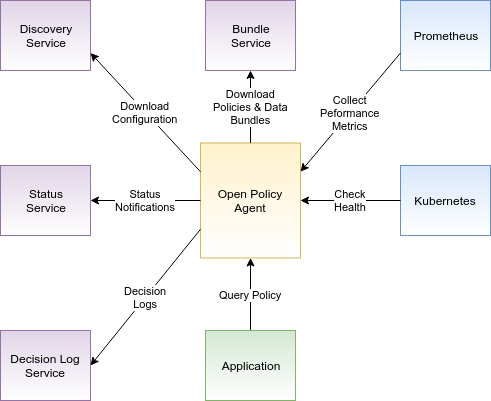 Discovery
Service
Bundle
Service
Prometheus
Download
Configuration
Download
Policies & Data
Bundles
Collect
Peformance
Metrics
Status
Service
Status
Notifications
Open Policy
Agent
Check
Health
Kubernetes
Decision
Logs
Query Policy
Decision Log
Service
Application